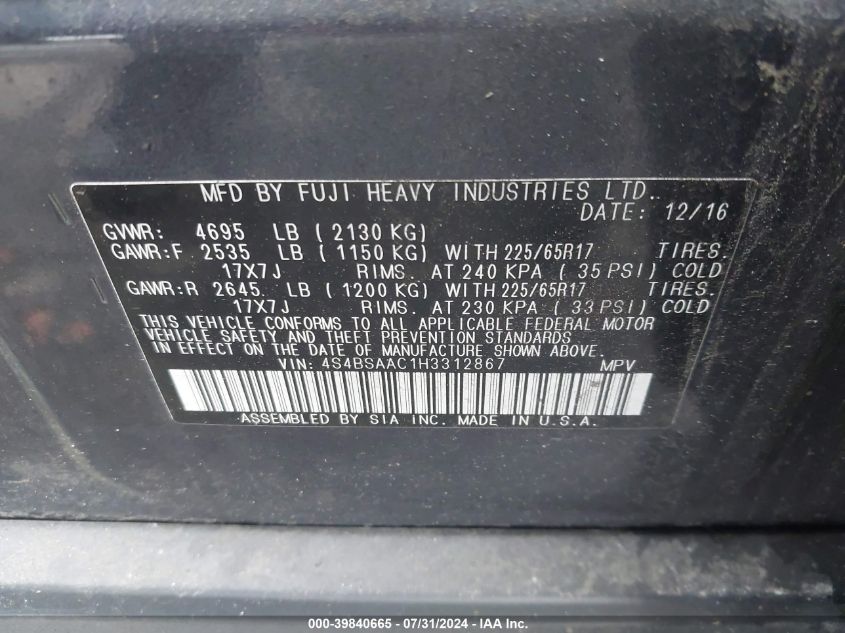 MFD BY FUJI HEAVY INDUSTRIES LTD.
DATE: 12/16
GVWR: 4695 LB ( 2130 KG)
GAWR:F 2535 LB ( 1150 KG) WITH 225/65R17 TIRES.
17X7J RIMS. AT 240 KPA ( 35 PSI) COLD
GAWR:R 2645 LB ( 1200 KG) WITH 225/65R17 TIRES.
17X7J RIMS. AT 230 KPA ( 33 PSI) COLD
THIS VEHICLE CONFORMS TO ALL APPLICABLE FEDERAL MOTOR
VEHICLE SAFETY AND THEFT PREVENTION STANDARDS
IN EFFECT ON THE DATE OF MANUFACTURE SHOWN ABOVE.
VIN: 4S4BSAAC1H3312867 MPV
ASSEMBLED BY SIA INC. MADE IN U.S.A.
000-39840665 - 07/31/2024 - IAA Inc.